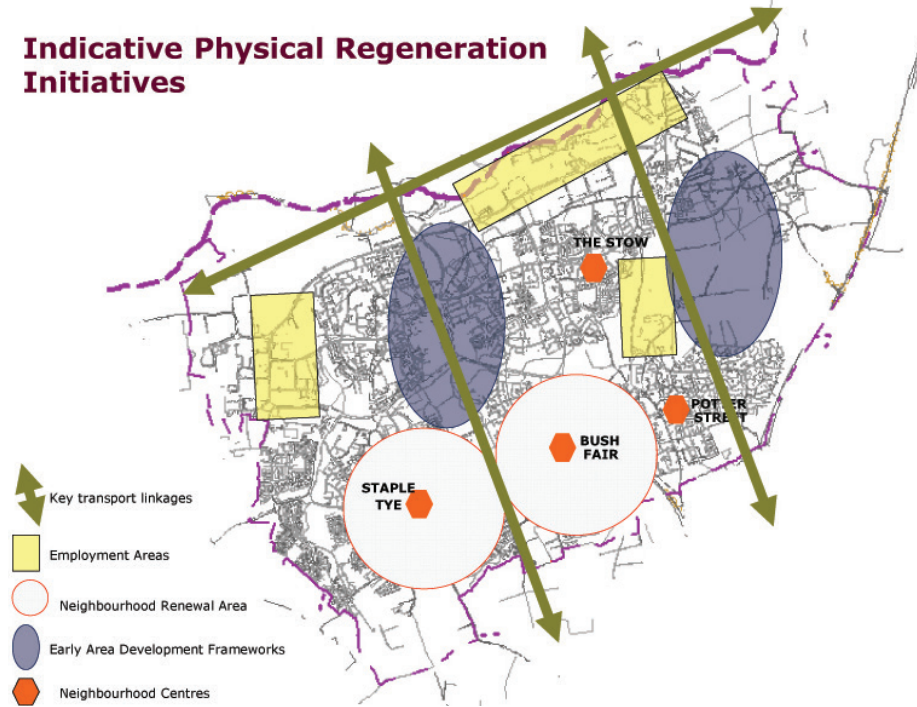 Indicative Physical Regeneration
Initiatives
THE STOW
POTTER
STREET
BUSH
FAIR
STAPLE
TYE
Key transport linkages
Employment Areas
Neighbourhood Renewal Area
Early Area Development Frameworks
Neighbourhood Centres